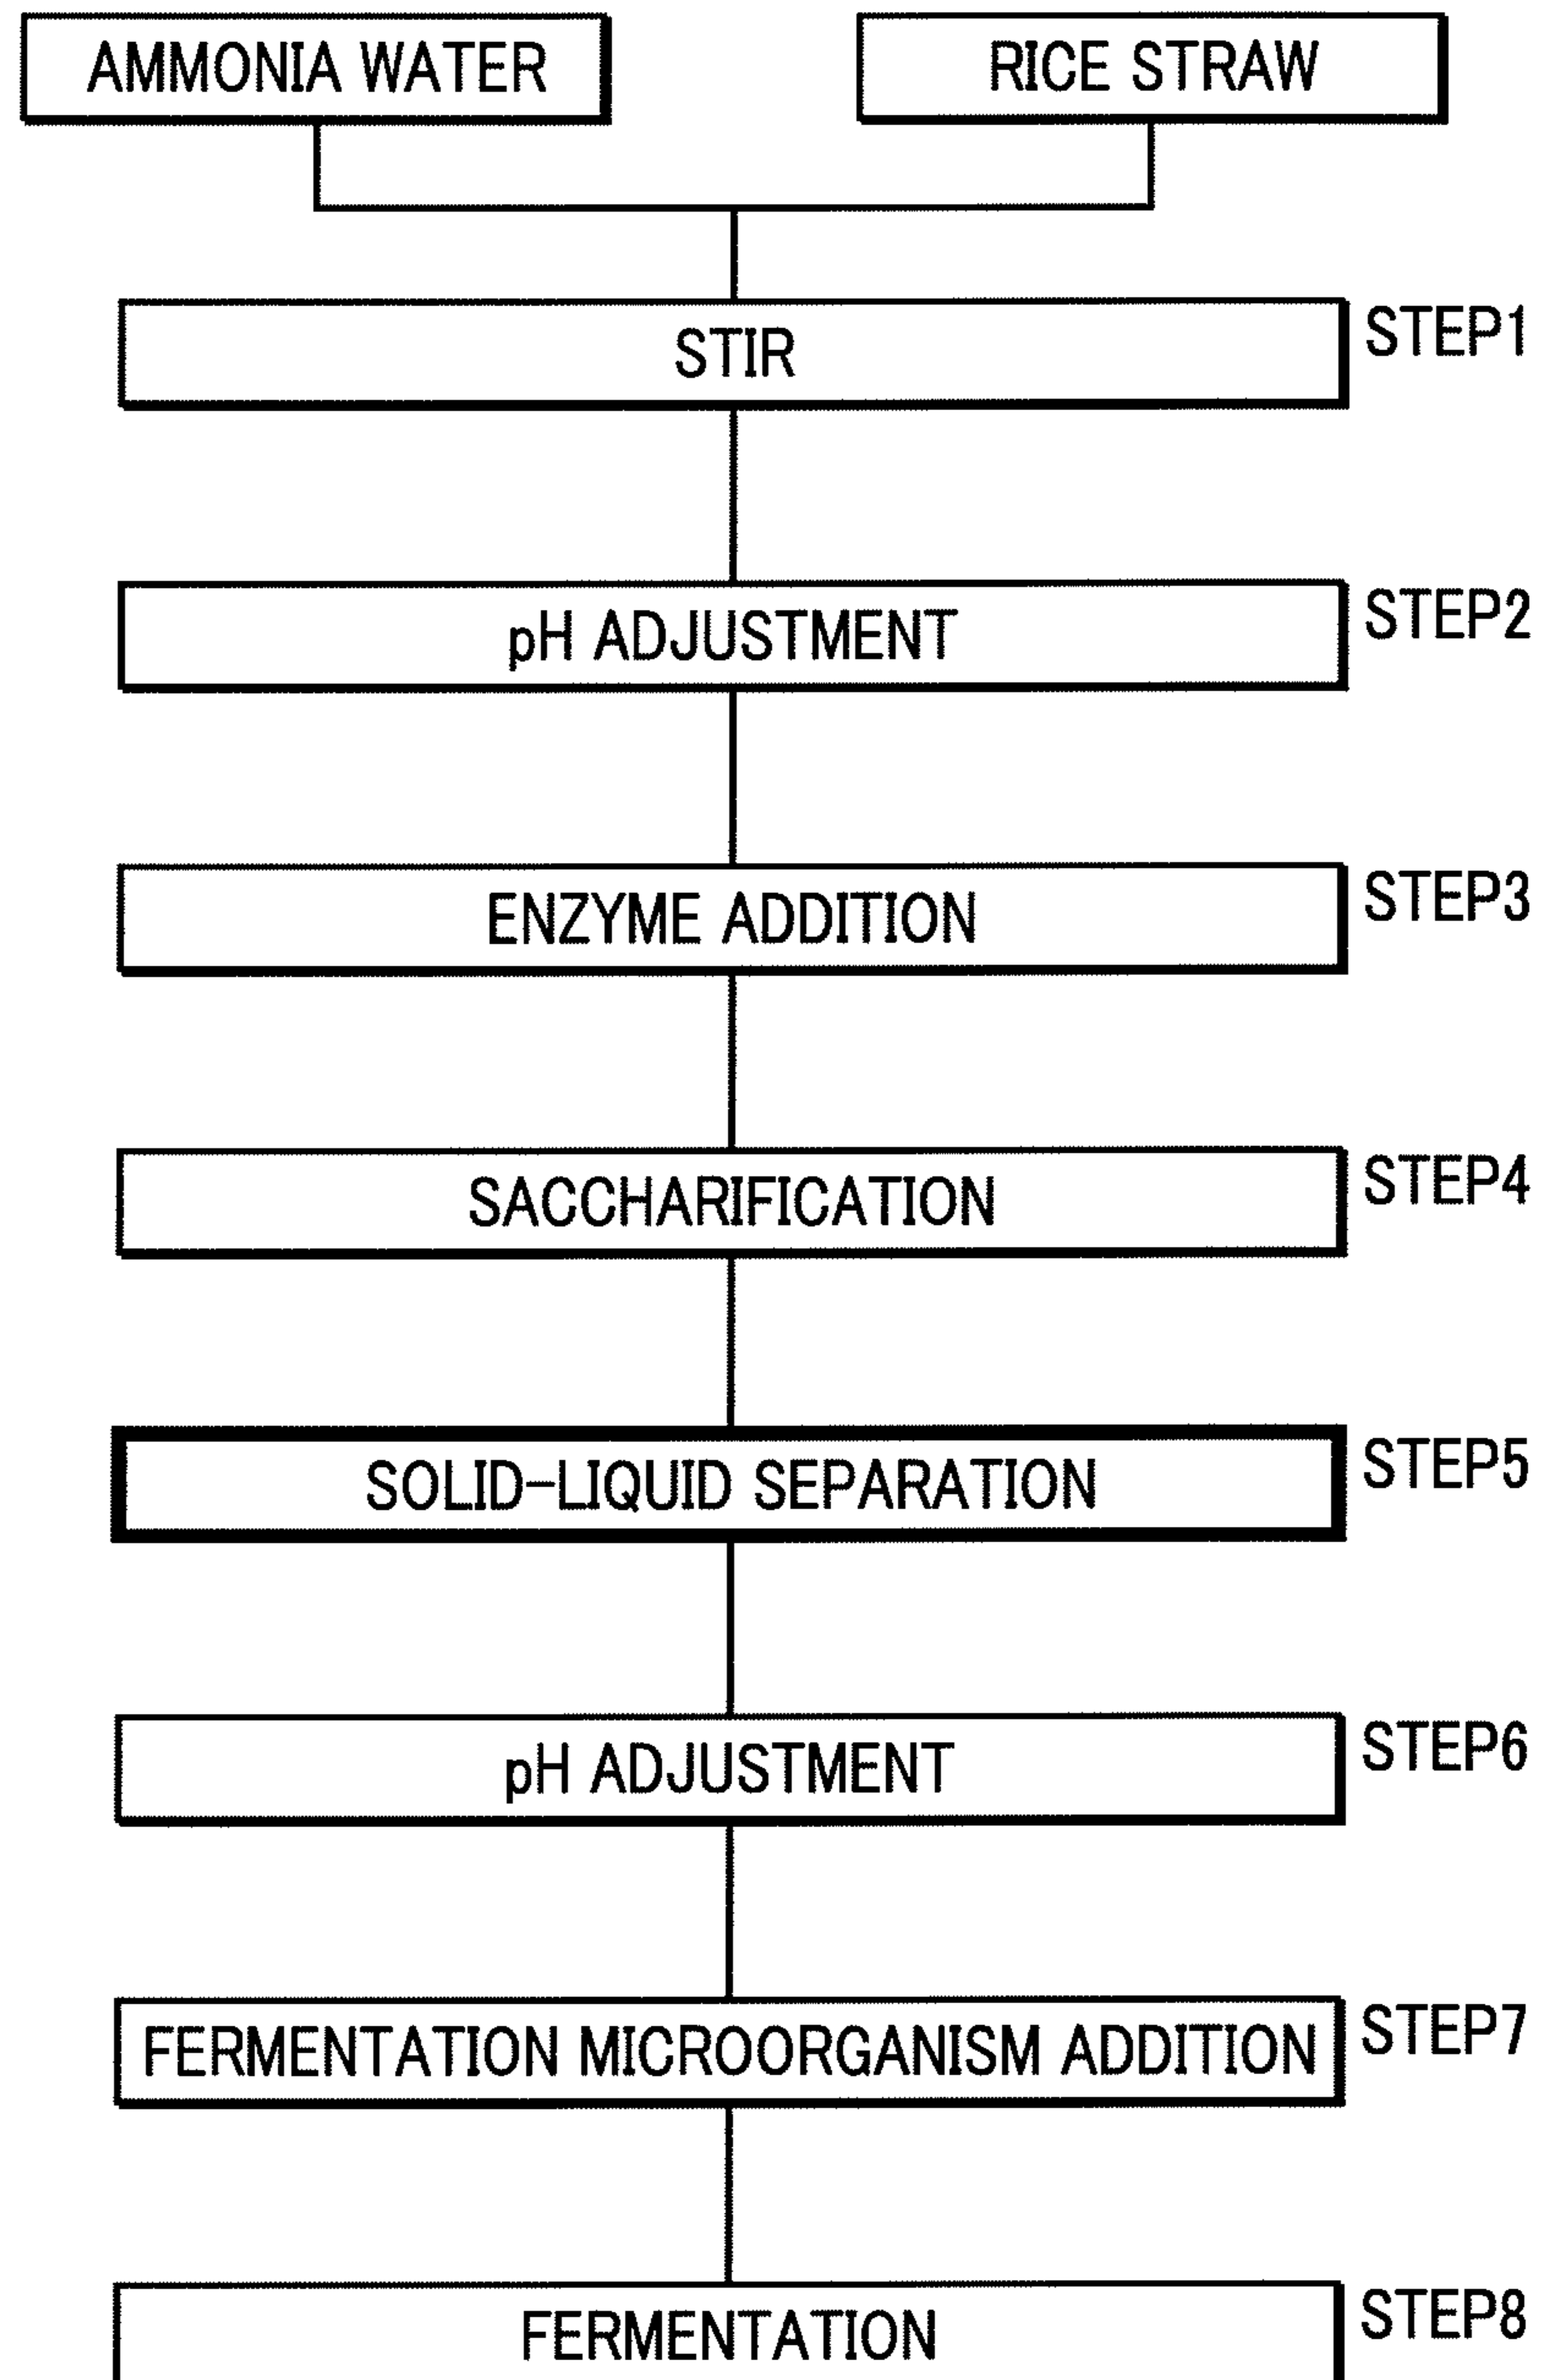 AMMONIA WATER
RICE STRAW
STIR
STEP1
pH ADJUSTMENT
STEP2
ENZYME ADDITION
STEP3
SACCHARIFICATION
STEP4
SOLID-LIQUID SEPARATION
STEP5
pH ADJUSTMENT
STEP6
FERMENTATION MICROORGANISM ADDITION
STEP7
FERMENTATION
STEP8